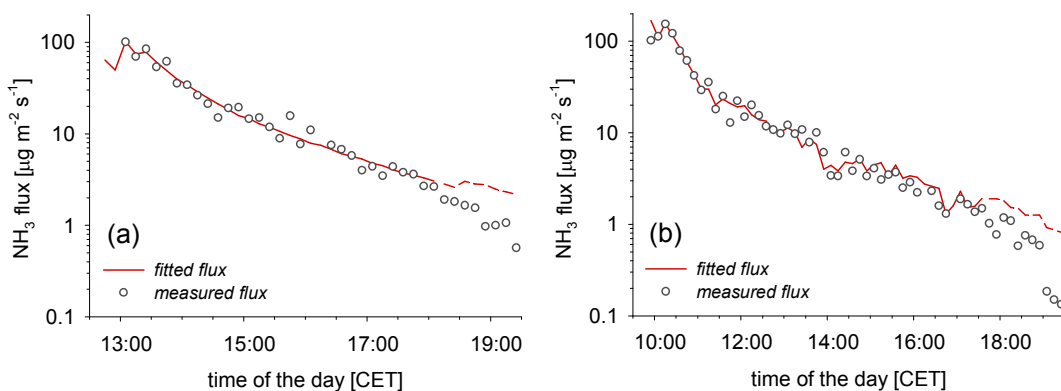 100
10
1
0.1
NH₃ flux [µg m⁻² s⁻¹]
(a)
fitted flux
measured flux
13:00 15:00 17:00 19:00
time of the day [CET]
100
10
1
0.1
NH₃ flux [µg m⁻² s⁻¹]
(b)
fitted flux
measured flux
10:00 12:00 14:00 16:00 18:00
time of the day [CET]